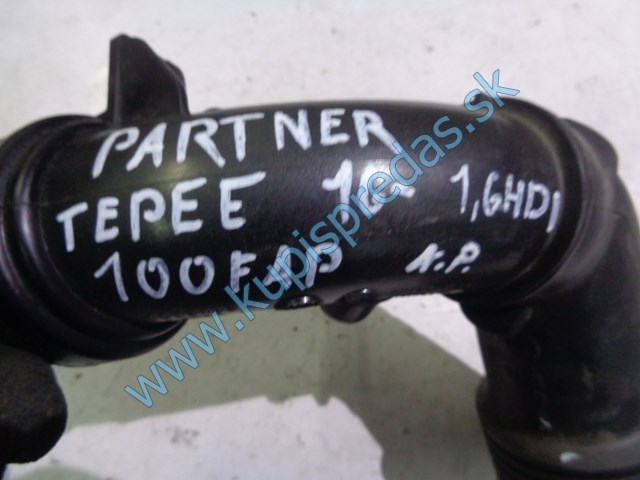 PARTNER
TEPEE 1,6HDI
100 N.P.
www.kupispredas.sk